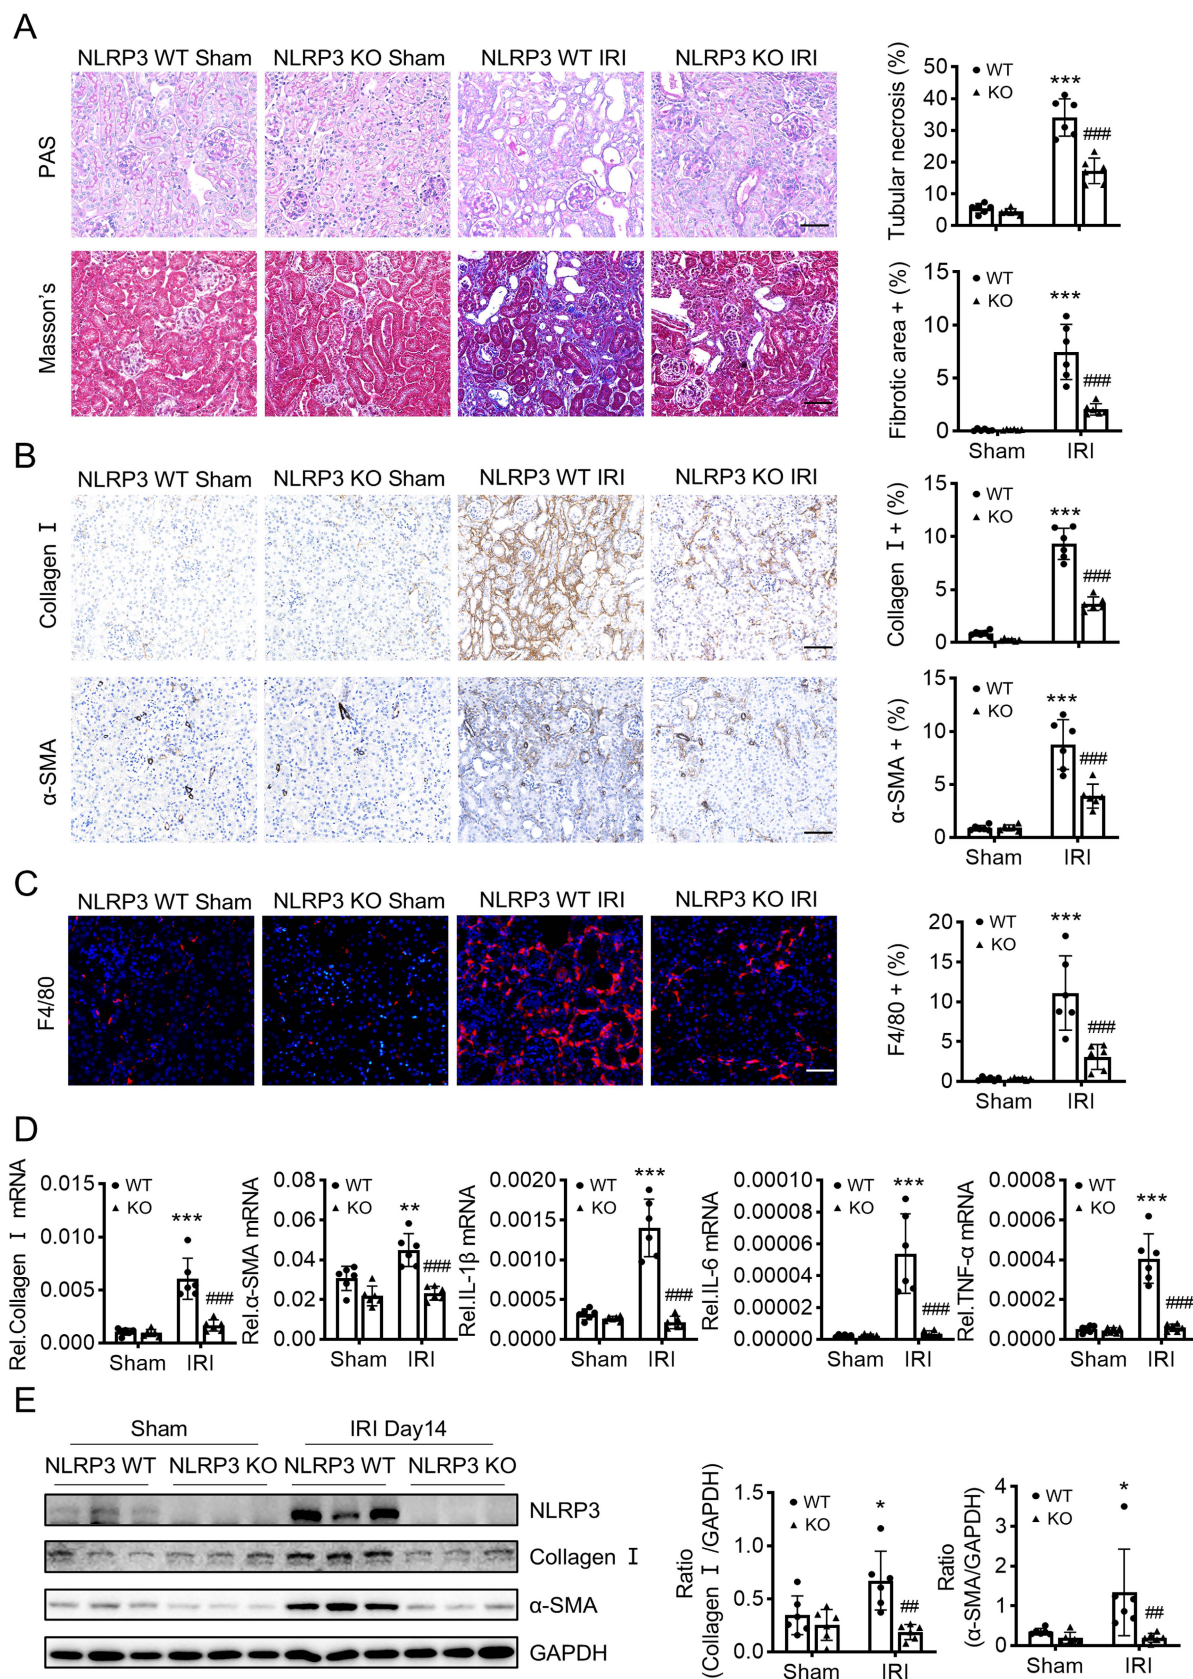 A
NLRP3 WT Sham NLRP3 KO Sham NLRP3 WT IRI NLRP3 KO IRI
PAS
Masson's
Tubular necrosis (%)
50
40
30
20
10
0
WT
KO
***
###
Fibrotic area + (%)
15
10
5
0
WT
KO
***
###
Sham IRI
B
NLRP3 WT Sham NLRP3 KO Sham NLRP3 WT IRI NLRP3 KO IRI
Collagen I
α-SMA
Collagen I + (%)
15
10
5
0
WT
KO
***
###
α-SMA + (%)
15
10
5
0
WT
KO
***
###
Sham IRI
C
NLRP3 WT Sham NLRP3 KO Sham NLRP3 WT IRI NLRP3 KO IRI
F4/80
F4/80 + (%)
20
15
10
5
0
WT
KO
***
###
Sham IRI
D
Rel.Collagen I mRNA
0.015
0.010
0.005
0.000
WT
KO
***
###
Sham IRI
Rel.α-SMA mRNA
0.08
0.06
0.04
0.02
0.00
WT
KO
**
###
Sham IRI
Rel.IL-1β mRNA
0.0020
0.0015
0.0010
0.0005
0.0000
WT
KO
***
###
Sham IRI
Rel.IL-6 mRNA
0.00010
0.00008
0.00006
0.00004
0.00002
0.00000
WT
KO
***
###
Sham IRI
Rel.TNF-α mRNA
0.0008
0.0006
0.0004
0.0002
0.0000
WT
KO
***
###
Sham IRI
E
Sham IRI Day14
NLRP3 WT NLRP3 KO NLRP3 WT NLRP3 KO
NLRP3
Collagen I
α-SMA
GAPDH
Ratio
(Collagen I /GAPDH)
1.5
1.0
0.5
0.0
WT
KO
*
##
Sham IRI
Ratio
(α-SMA/GAPDH)
4
3
2
1
0
WT
KO
*
##
Sham IRI